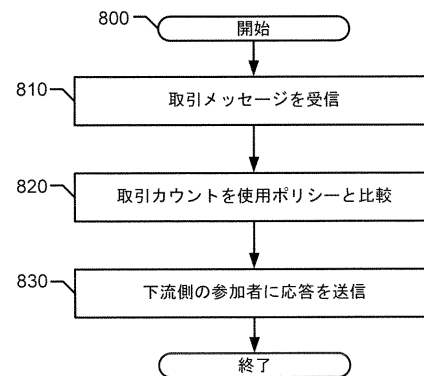 800
開始
810
取引メッセージを受信
820
取引カウントを使用ポリシーと比較
830
下流側の参加者に応答を送信
終了